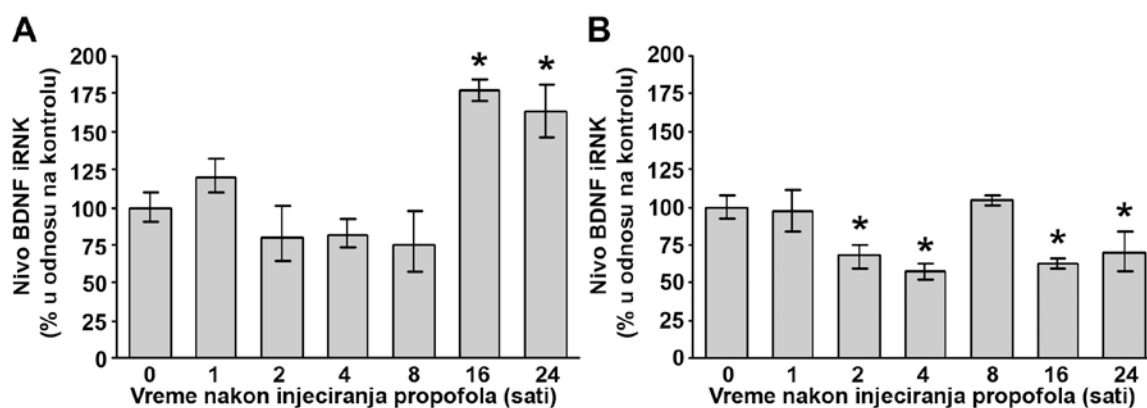 A
Nivo BDNF iRNK
(% u odnosu na kontrolu)
200
175
150
125
100
75
50
25
0
* *
0 1 2 4 8 16 24
Vreme nakon injeciranja propofola (sati)
B
Nivo BDNF iRNK
(% u odnosu na kontrolu)
200
175
150
125
100
75
50
25
0
* * * *
0 1 2 4 8 16 24
Vreme nakon injeciranja propofola (sati)